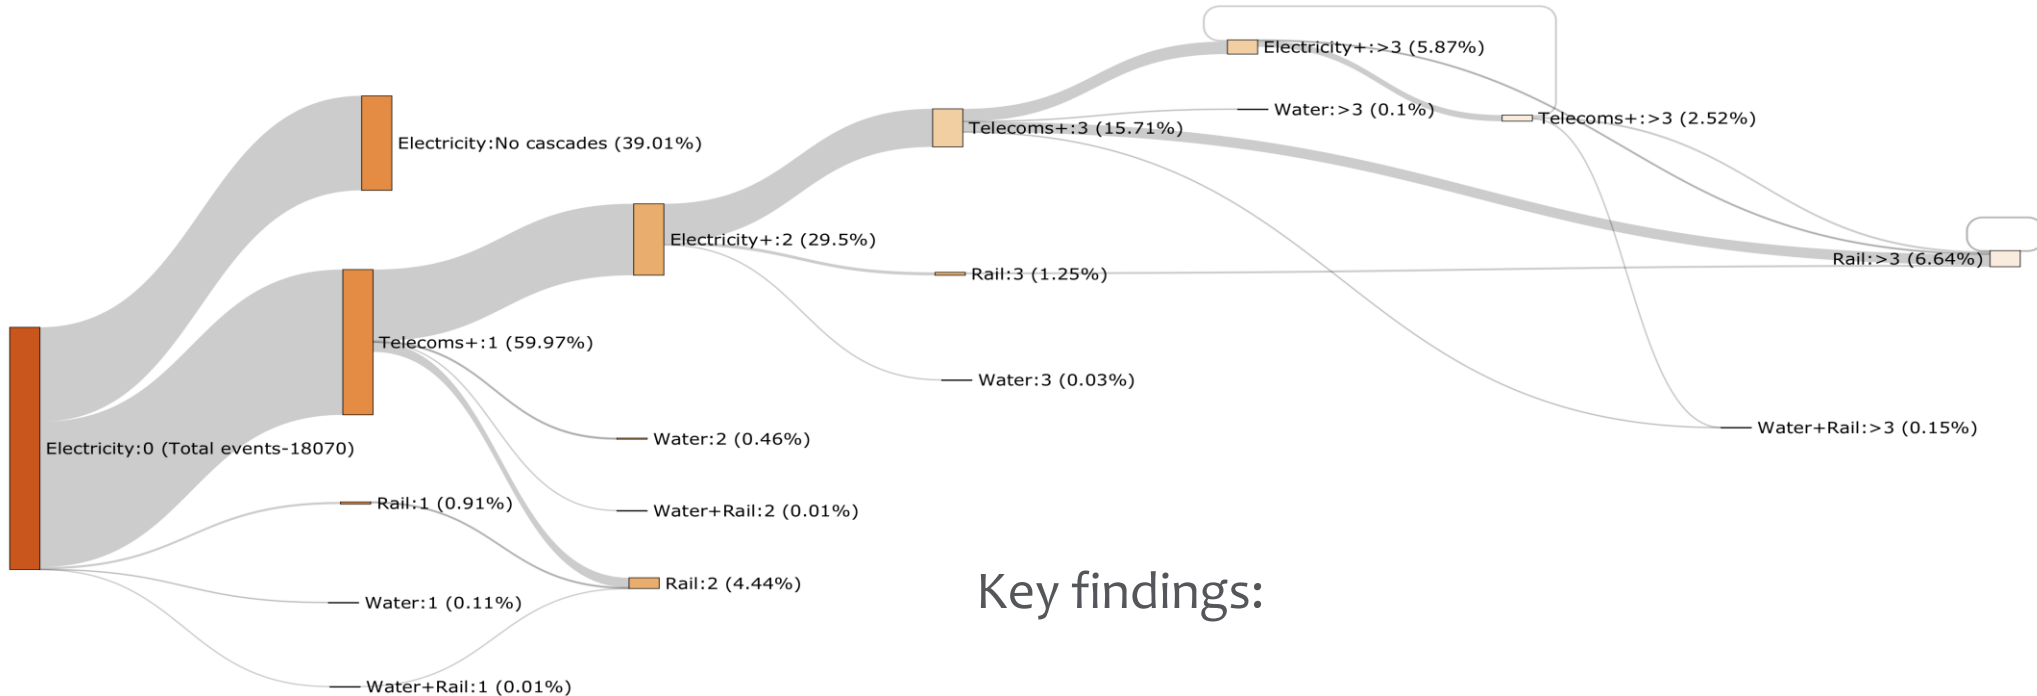 Electricity+:>3 (5.87%)
Water:>3 (0.1%)
Telecoms+:>3 (2.52%)
Telecoms+:3 (15.71%)
Electricity:No cascades (39.01%)
Electricity+:2 (29.5%)
Rail:>3 (6.64%)
Rail:3 (1.25%)
Telecoms+:1 (59.97%)
Water:3 (0.03%)
Water+Rail:>3 (0.15%)
Water:2 (0.46%)
Electricity:0 (Total events-18070)
Rail:1 (0.91%)
Water+Rail:2 (0.01%)
Rail:2 (4.44%)
Key findings:
Water:1 (0.11%)
Water+Rail:1 (0.01%)